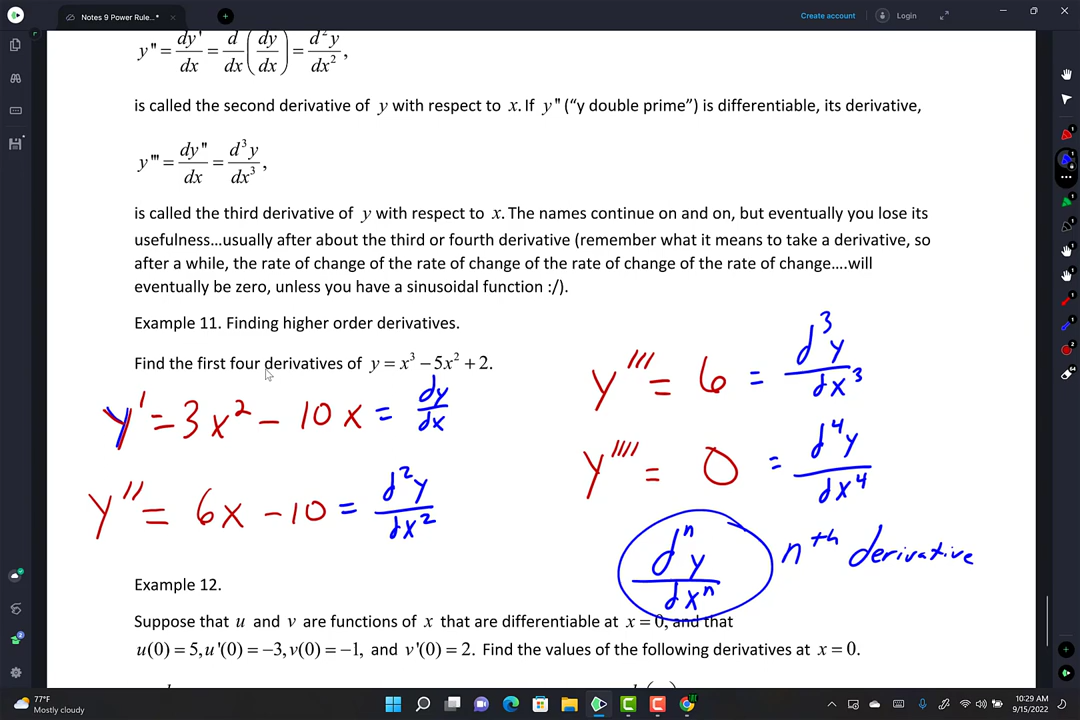 Notes 9 Power Rule...*
Create account
Login
y'' = dy'/dx = d/dx (dy/dx) = d²y/dx²,
is called the second derivative of y with respect to x. If y'' (“y double prime”) is differentiable, its derivative,
y''' = dy''/dx = d³y/dx³,
is called the third derivative of y with respect to x. The names continue on and on, but eventually you lose its
usefulness…usually after about the third or fourth derivative (remember what it means to take a derivative, so
after a while, the rate of change of the rate of change of the rate of change of the rate of change….will
eventually be zero, unless you have a sinusoidal function :/).
Example 11. Finding higher order derivatives.
Find the first four derivatives of y = x³ − 5x² + 2.
y' = 3x² − 10x = dy/dx
y'' = 6x − 10 = d²y/dx²
y''' = 6 = d³y/dx³
y'''' = 0 = d⁴y/dx⁴
dⁿy/dxⁿ nth derivative
Example 12.
Suppose that u and v are functions of x that are differentiable at x = 0, and that
u(0) = 5, u'(0) = −3, v(0) = −1, and v'(0) = 2. Find the values of the following derivatives at x = 0.
77°F
Mostly cloudy
10:29 AM
9/15/2022